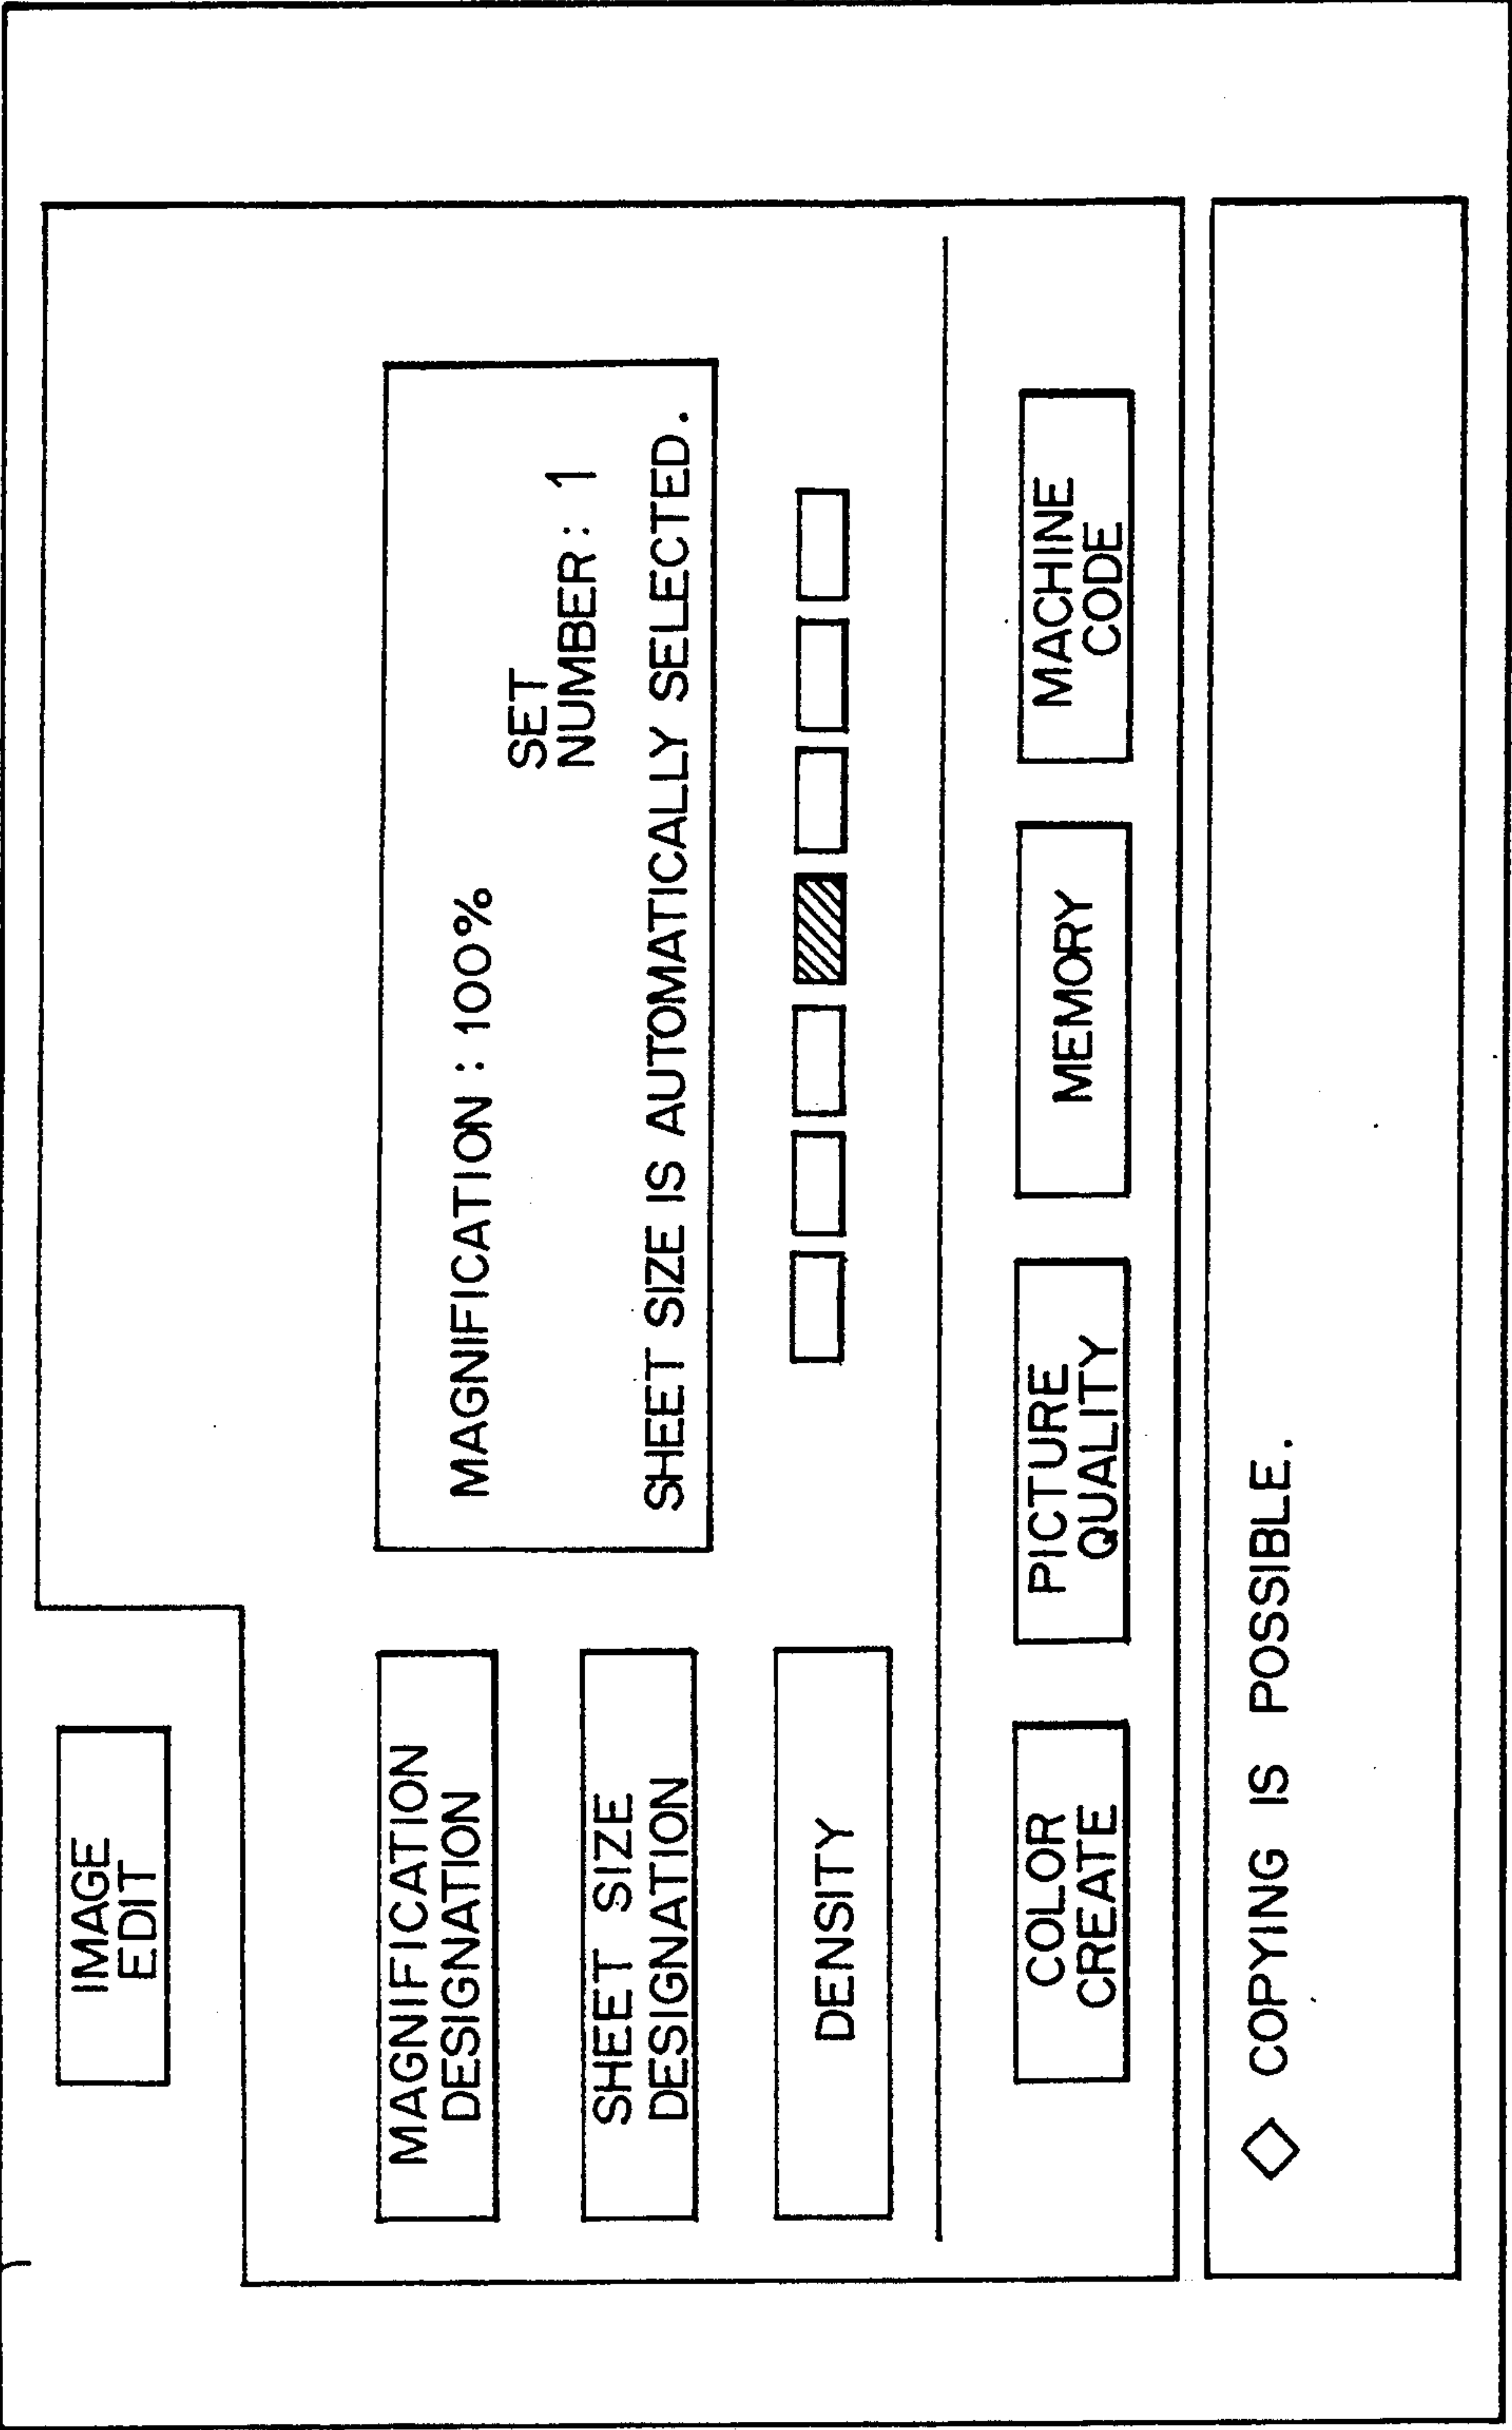 IMAGE
EDIT
MAGNIFICATION
DESIGNATION
MAGNIFICATION : 100%
SET
NUMBER : 1
SHEET SIZE
DESIGNATION
SHEET SIZE IS AUTOMATICALLY SELECTED.
DENSITY
COLOR
CREATE
PICTURE
QUALITY
MEMORY
MACHINE
CODE
◇ COPYING IS POSSIBLE.